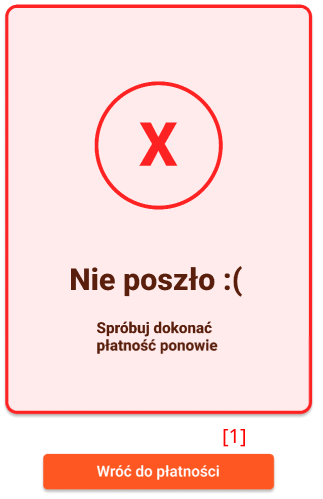 X
Nie poszło :(
Spróbuj dokonać
płatność ponowie
[1]
Wróć do płatności